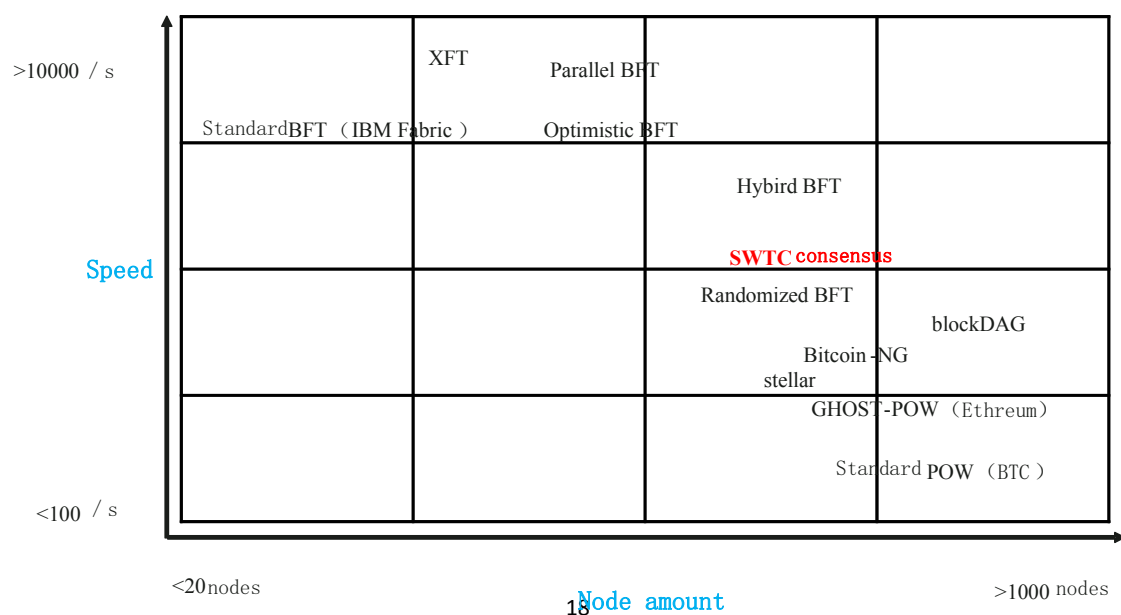 XFT
>10000 / s
Parallel BFT
StandardBFT （IBM Fabric ）
Optimistic BFT
Hybird BFT
SWTC consensus
Speed
Randomized BFT
blockDAG
Bitcoin-NG
stellar
GHOST-POW （Ethreum）
Standard POW （BTC ）
<100 / s
<20nodes
>1000 nodes
18
Node amount